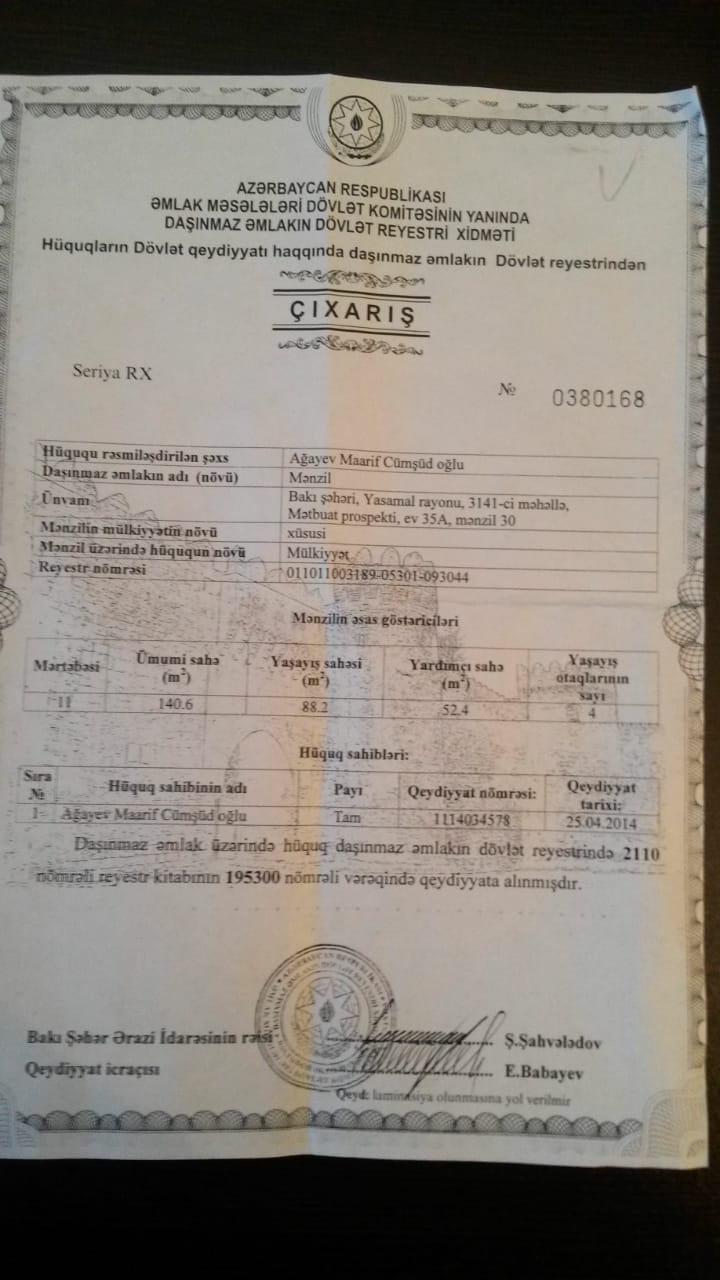 AZƏRBAYCAN RESPUBLİKASI
ƏMLAK MƏSƏLƏLƏRİ DÖVLƏT KOMİTƏSİNİN YANINDA
DAŞINMAZ ƏMLAKIN DÖVLƏT REYESTRİ XİDMƏTİ
Hüquqların Dövlət qeydiyyatı haqqında daşınmaz əmlakın Dövlət reyestrindən
ÇIXARIŞ
Seriya RX № 0380168
Hüququ rəsmiləşdirilən şəxs Ağayev Maarif Cümşüd oğlu
Daşınmaz əmlakın adı (növü) Mənzil
Ünvanı Bakı şəhəri, Yasamal rayonu, 3141-ci məhəllə,
Mətbuat prospekti, ev 35A, mənzil 30
Mənzilin mülkiyyətin növü xüsusi
Mənzil üzərində hüququn növü Mülkiyyət
Reyestr nömrəsi 011011003189-05301-093044
Mənzilin əsas göstəriciləri
Mərtəbəsi Ümumi sahə (m²) Yaşayış sahəsi (m²) Yardımçı sahə (m²) Yaşayış otaqlarının sayı
11 140.6 88.2 52.4 4
Hüquq sahibləri:
Sıra № Hüquq sahibinin adı Payı Qeydiyyat nömrəsi: Qeydiyyat tarixi:
1 Ağayev Maarif Cümşüd oğlu Tam 1114034578 25.04.2014
Daşınmaz əmlak üzərində hüquq daşınmaz əmlakın dövlət reyestrində 2110
nömrəli reyestr kitabının 195300 nömrəli vərəqində qeydiyyata alınmışdır.
Bakı Şəhər Ərazi İdarəsinin rəisi Ş.Şahvələdov
Qeydiyyat icraçısı E.Babayev
Qeyd: laminasiya olunmasına yol verilmir